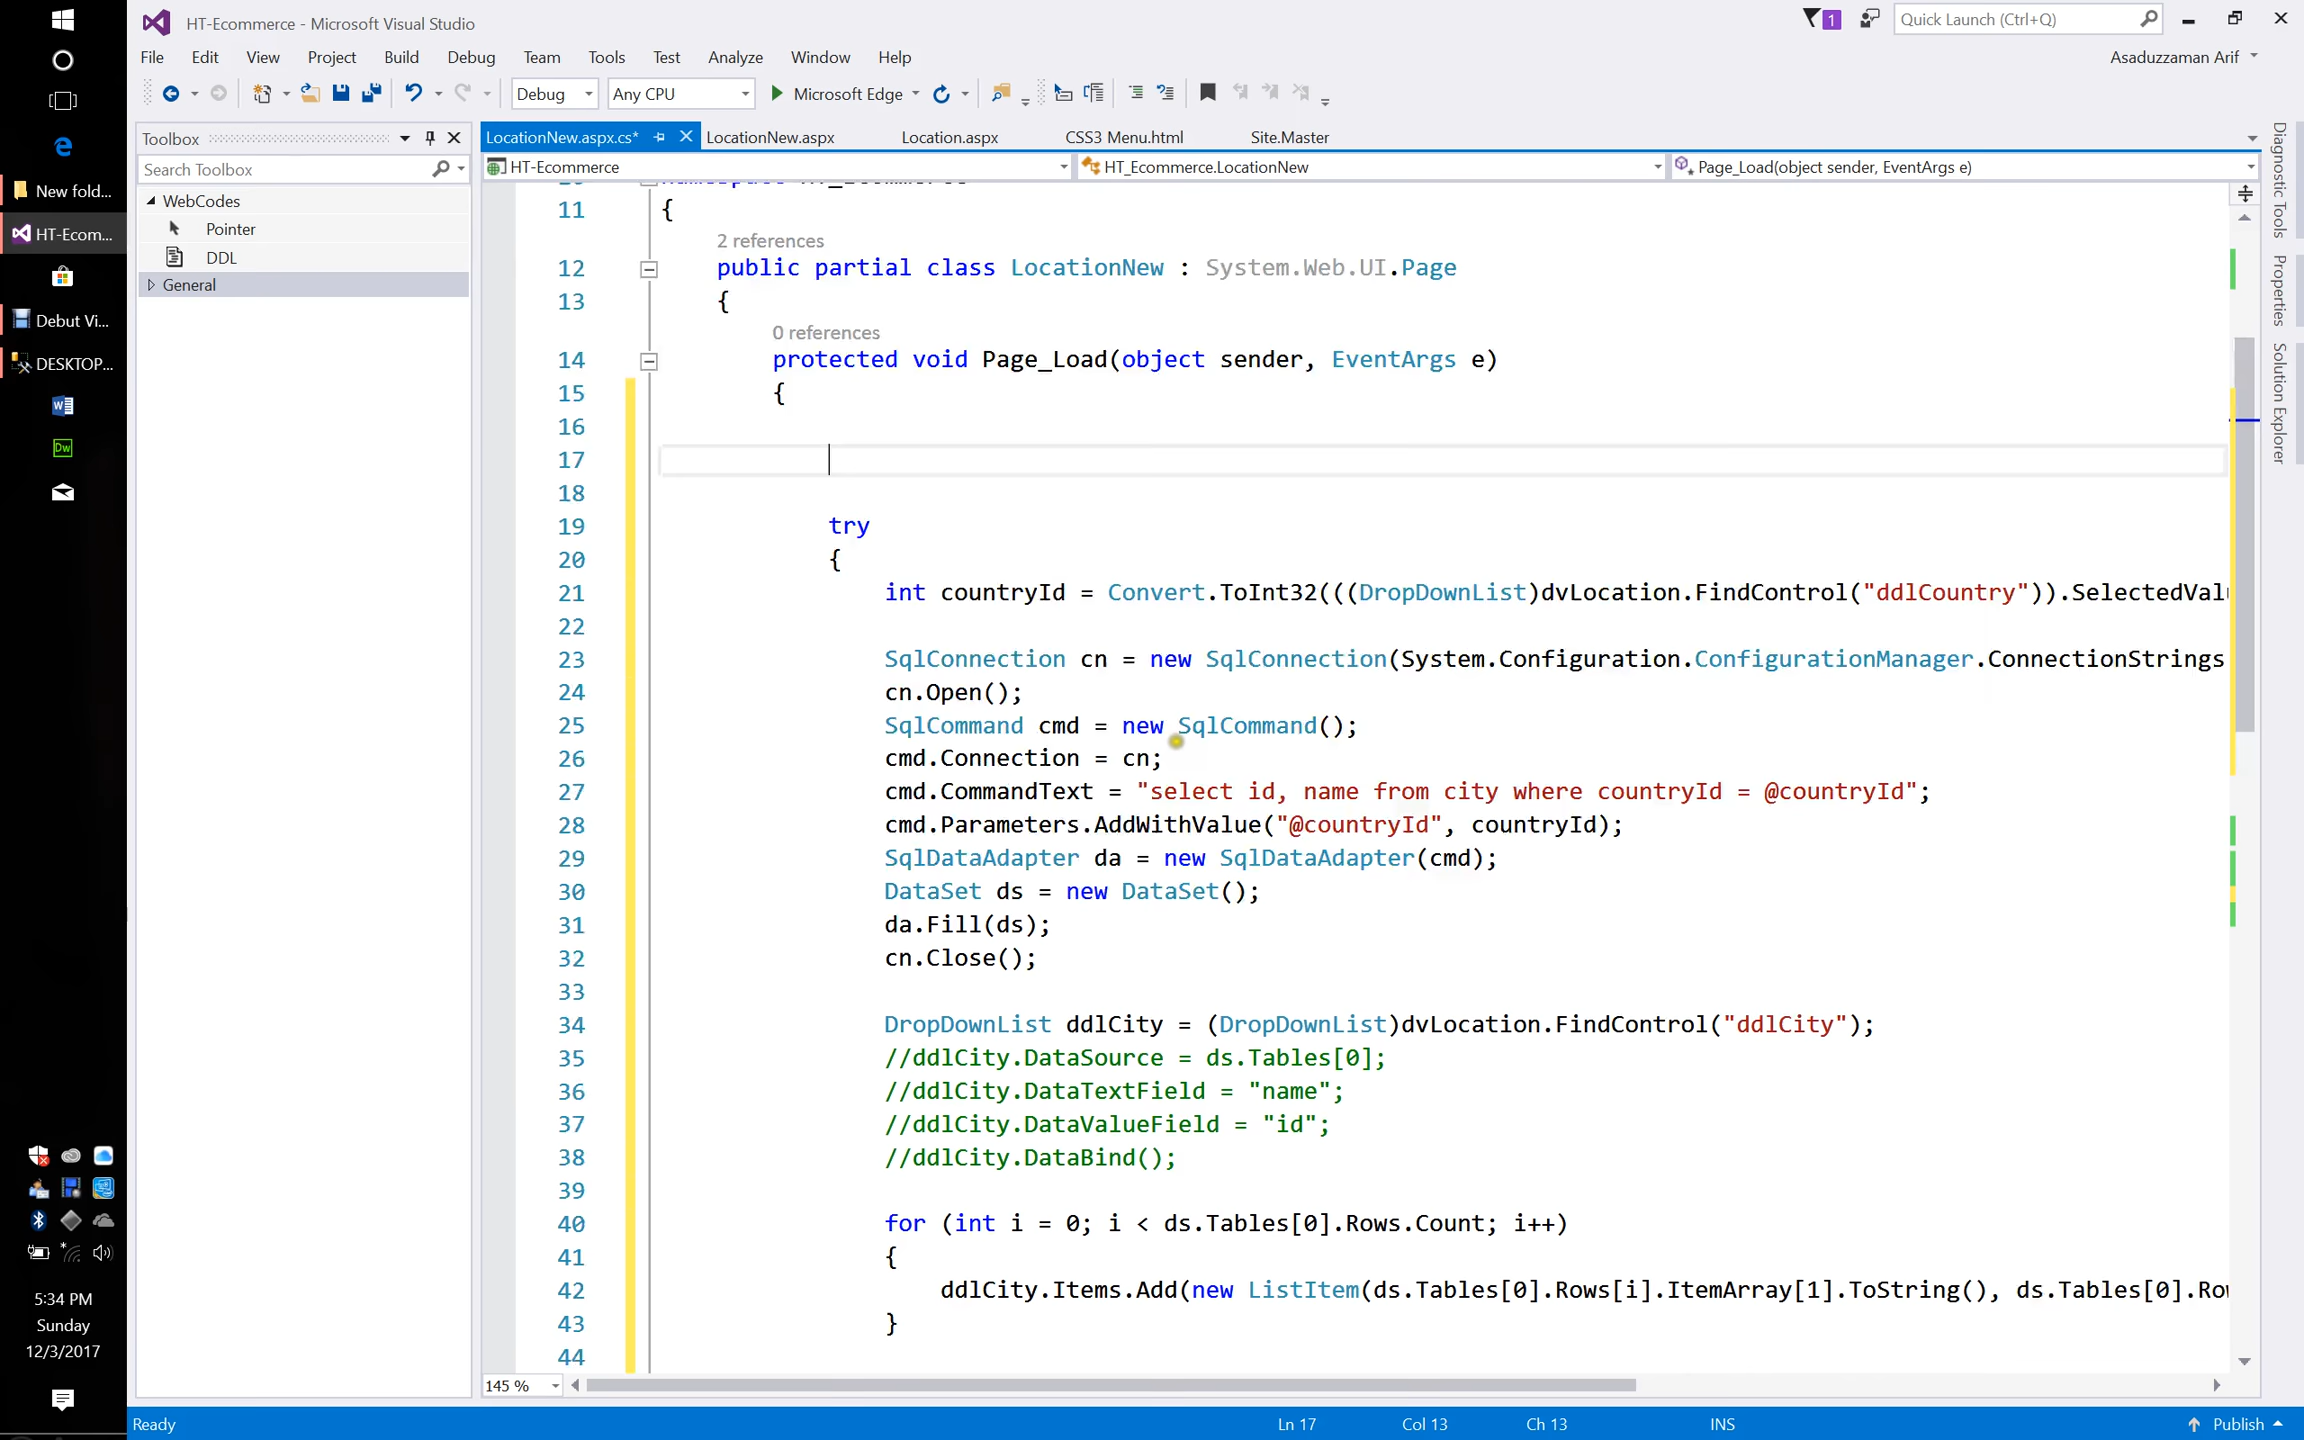 HT-Ecommerce - Microsoft Visual Studio
1
Quick Launch (Ctrl+Q)
File Edit View Project Build Debug Team Tools Test Analyze Window Help
Asaduzzaman Arif
Debug Any CPU Microsoft Edge
Toolbox
Search Toolbox
WebCodes
Pointer
DDL
General
New fold...
HT-Ecom...
Debut Vi...
DESKTOP...
Dw
5:34 PM
Sunday
12/3/2017
LocationNew.aspx.cs* LocationNew.aspx Location.aspx CSS3 Menu.html Site.Master
HT-Ecommerce HT_Ecommerce.LocationNew Page_Load(object sender, EventArgs e)
11 {
2 references
12 public partial class LocationNew : System.Web.UI.Page
13 {
0 references
14 protected void Page_Load(object sender, EventArgs e)
15 {
16
17
18
19 try
20 {
21 int countryId = Convert.ToInt32(((DropDownList)dvLocation.FindControl("ddlCountry")).SelectedVal
22
23 SqlConnection cn = new SqlConnection(System.Configuration.ConfigurationManager.ConnectionStrings
24 cn.Open();
25 SqlCommand cmd = new SqlCommand();
26 cmd.Connection = cn;
27 cmd.CommandText = "select id, name from city where countryId = @countryId";
28 cmd.Parameters.AddWithValue("@countryId", countryId);
29 SqlDataAdapter da = new SqlDataAdapter(cmd);
30 DataSet ds = new DataSet();
31 da.Fill(ds);
32 cn.Close();
33
34 DropDownList ddlCity = (DropDownList)dvLocation.FindControl("ddlCity");
35 //ddlCity.DataSource = ds.Tables[0];
36 //ddlCity.DataTextField = "name";
37 //ddlCity.DataValueField = "id";
38 //ddlCity.DataBind();
39
40 for (int i = 0; i < ds.Tables[0].Rows.Count; i++)
41 {
42 ddlCity.Items.Add(new ListItem(ds.Tables[0].Rows[i].ItemArray[1].ToString(), ds.Tables[0].Ro
43 }
44
145 %
Diagnostic Tools
Properties
Solution Explorer
Ready Ln 17 Col 13 Ch 13 INS Publish